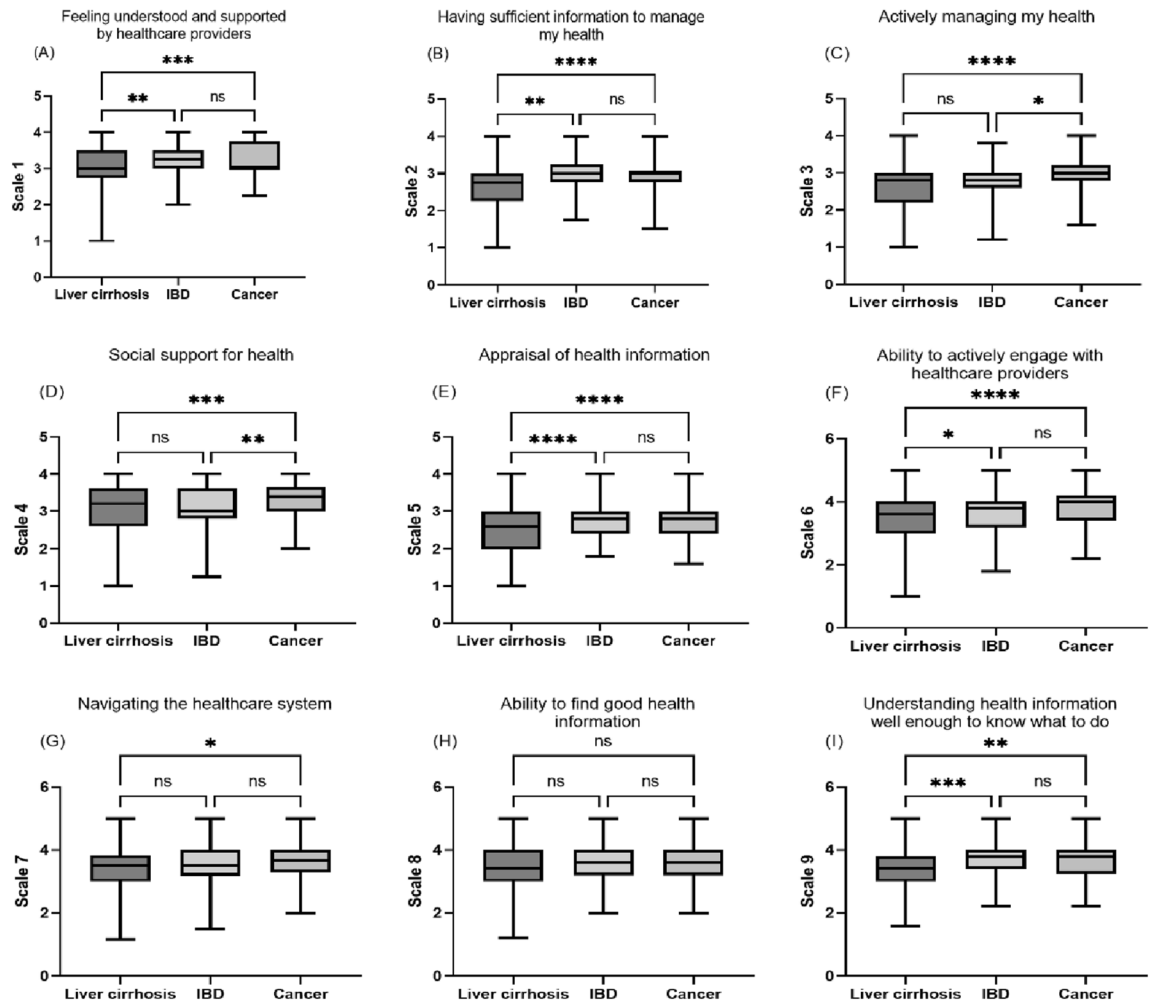 Feeling understood and supported
by healthcare providers
(A)
***
**
ns
5
4
3
2
1
0
Scale 1
Liver cirrhosis IBD Cancer
Having sufficient information to manage
my health
(B)
****
**
ns
5
4
3
2
1
0
Scale 2
Liver cirrhosis IBD Cancer
Actively managing my health
(C)
****
ns
*
5
4
3
2
1
0
Scale 3
Liver cirrhosis IBD Cancer
Social support for health
(D)
***
ns
**
5
4
3
2
1
0
Scale 4
Liver cirrhosis IBD Cancer
Appraisal of health information
(E)
****
****
ns
5
4
3
2
1
0
Scale 5
Liver cirrhosis IBD Cancer
Ability to actively engage with
healthcare providers
(F)
****
*
ns
6
4
2
0
Scale 6
Liver cirrhosis IBD Cancer
Navigating the healthcare system
(G)
*
ns
ns
6
4
2
0
Scale 7
Liver cirrhosis IBD Cancer
Ability to find good health
information
(H)
ns
ns
ns
6
4
2
0
Scale 8
Liver cirrhosis IBD Cancer
Understanding health information
well enough to know what to do
(I)
**
***
ns
6
4
2
0
Scale 9
Liver cirrhosis IBD Cancer